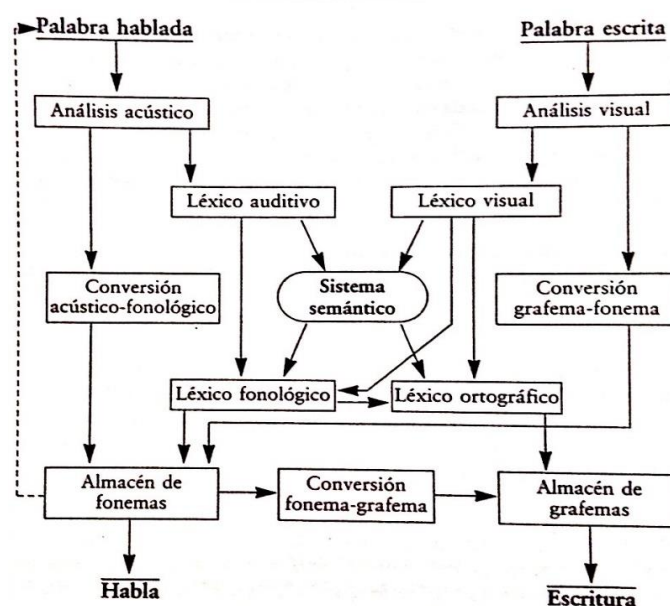 Palabra hablada
Palabra escrita
Análisis acústico
Análisis visual
Léxico auditivo
Léxico visual
Conversión
acústico-fonológico
Sistema
semántico
Conversión
grafema-fonema
Léxico fonológico
Léxico ortográfico
Almacén de
fonemas
Conversión
fonema-grafema
Almacén de
grafemas
Habla
Escritura